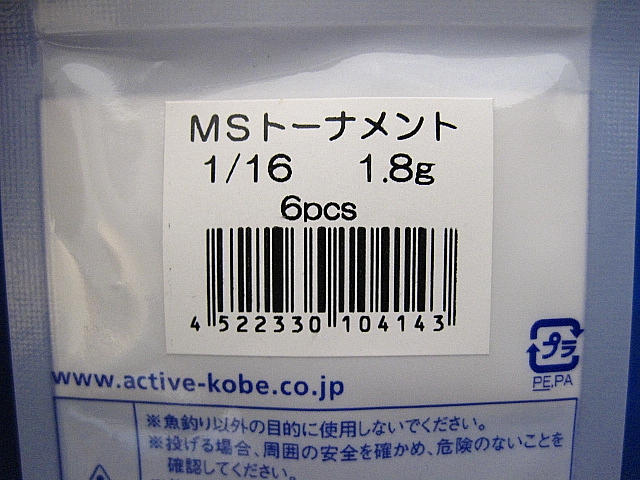 MSトーナメント
1/16 1.8g
6pcs
4 522330 104143
プラ
PE,PA
www.active-kobe.co.jp
※魚釣り以外の目的に使用しないでください。
※投げる場合、周囲の安全を確かめ、危険のないことを
確認してください。